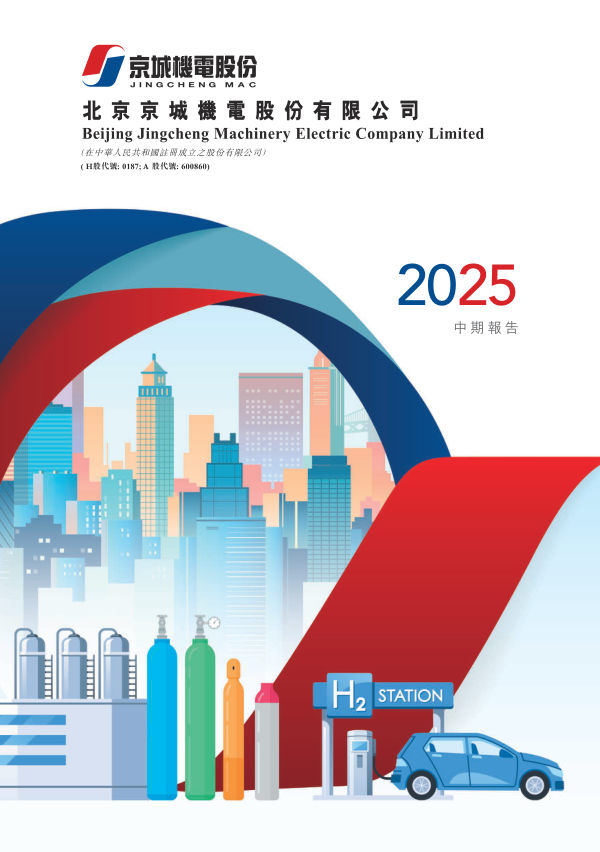 京城機電股份
JINGCHENG MAC
北京京城機電股份有限公司
Beijing Jingcheng Machinery Electric Company Limited
(在中華人民共和國註冊成立之股份有限公司)
( H股代號: 0187; A 股代號: 600860)
2025
中期報告
H2 STATION